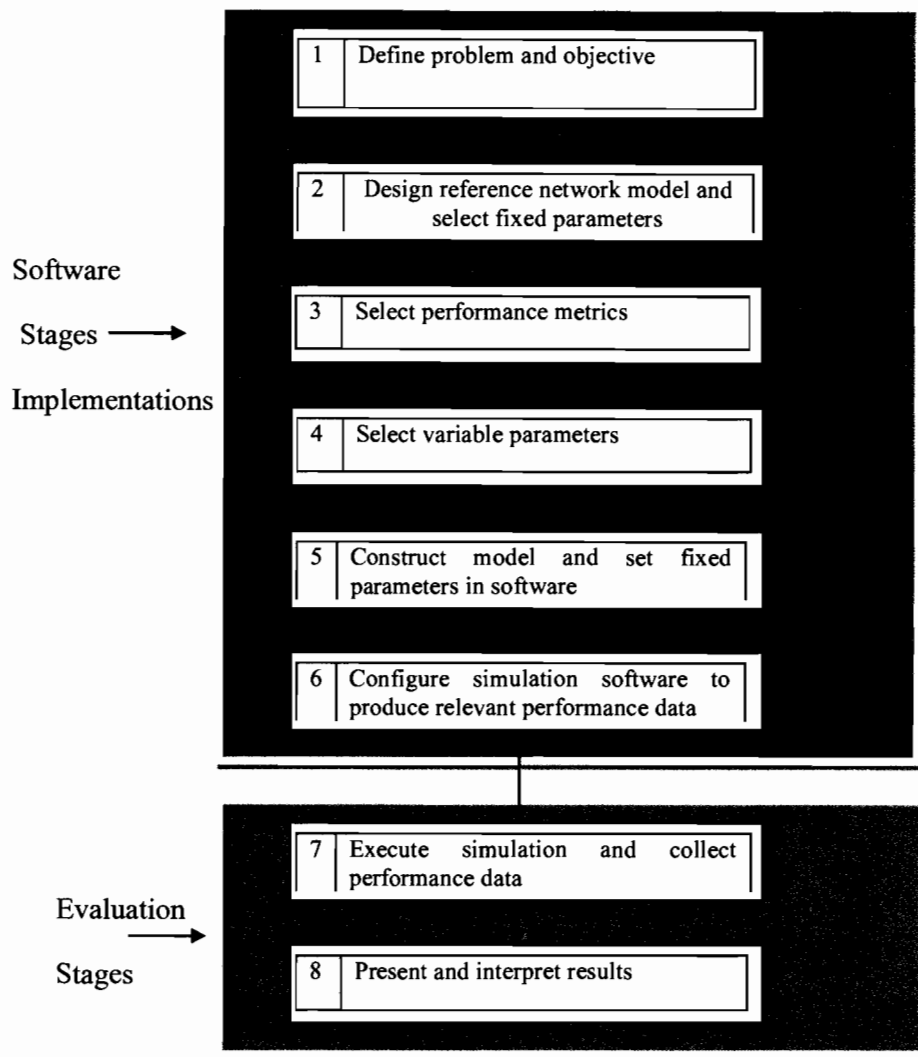 1 Define problem and objective
2 Design reference network model and
select fixed parameters
Software
Stages
Implementations
3 Select performance metrics
4 Select variable parameters
5 Construct model and set fixed
parameters in software
6 Configure simulation software to
produce relevant performance data
7 Execute simulation and collect
performance data
Evaluation
Stages
8 Present and interpret results